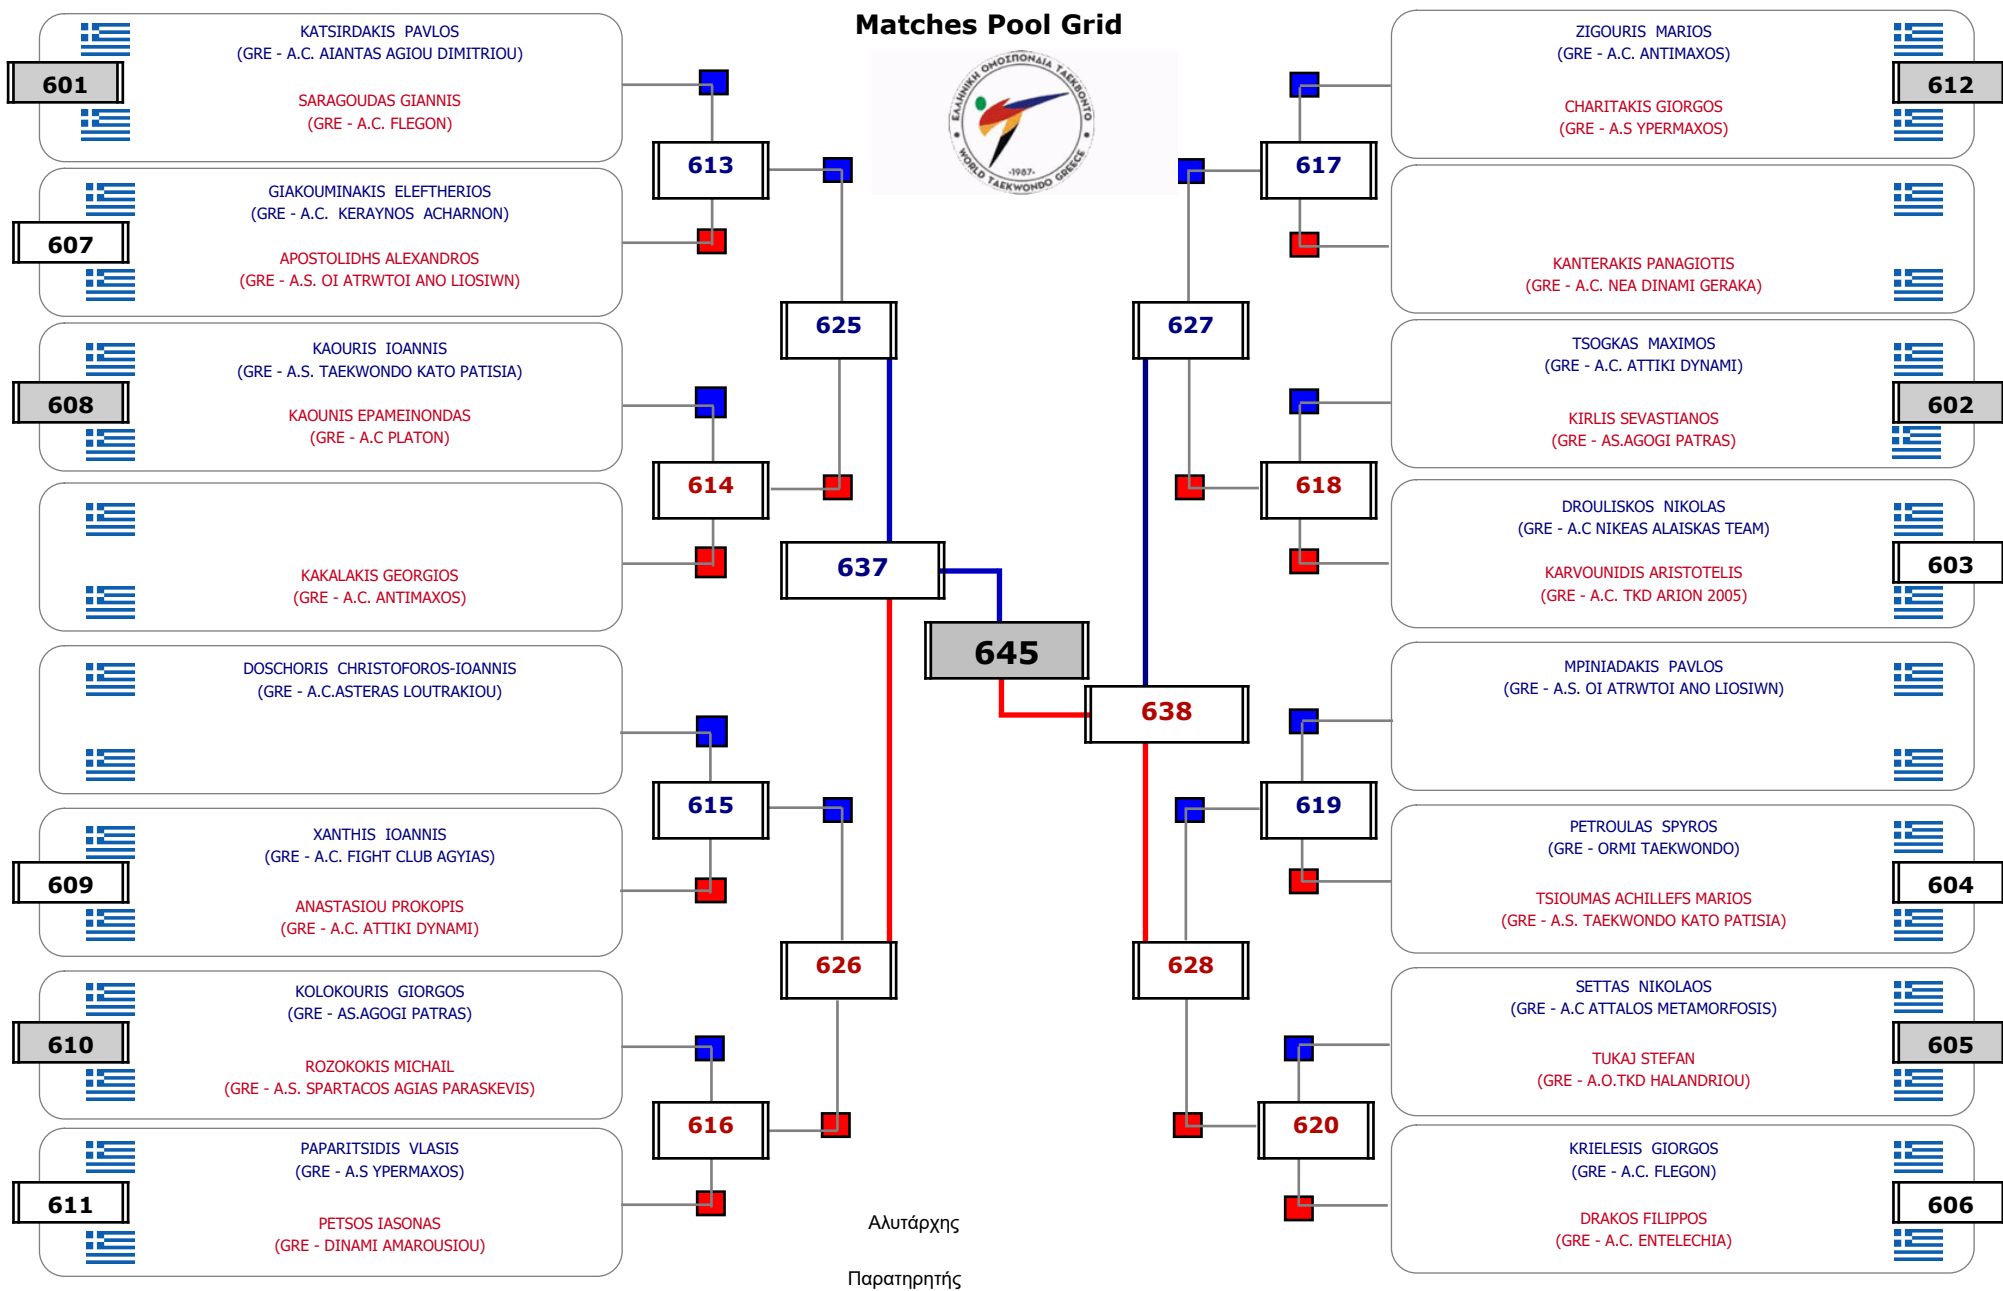 Matches Pool Grid
ΕΛΛΗΝΙΚΗ ΟΜΟΣΠΟΝΔΙΑ ΤΑΕΚΒΟΝΤΟ
-1987-
WORLD TAEKWONDO GREECE
KATSIRDAKIS PAVLOS
(GRE - A.C. AIANTAS AGIOU DIMITRIOU)
601
SARAGOUDAS GIANNIS
(GRE - A.C. FLEGON)
GIAKOUMINAKIS ELEFTHERIOS
(GRE - A.C. KERAYNOS ACHARNON)
607
APOSTOLIDHS ALEXANDROS
(GRE - A.S. OI ATRWTOI ANO LIOSIWN)
KAOURIS IOANNIS
(GRE - A.S. TAEKWONDO KATO PATISIA)
608
KAOUNIS EPAMEINONDAS
(GRE - A.C PLATON)
KAKALAKIS GEORGIOS
(GRE - A.C. ANTIMAXOS)
DOSCHORIS CHRISTOFOROS-IOANNIS
(GRE - A.C.ASTERAS LOUTRAKIOU)
XANTHIS IOANNIS
(GRE - A.C. FIGHT CLUB AGYIAS)
609
ANASTASIOU PROKOPIS
(GRE - A.C. ATTIKI DYNAMI)
KOLOKOURIS GIORGOS
(GRE - AS.AGOGI PATRAS)
610
ROZOKOKIS MICHAIL
(GRE - A.S. SPARTACOS AGIAS PARASKEVIS)
PAPARITSIDIS VLASIS
(GRE - A.S YPERMAXOS)
611
PETSOS IASONAS
(GRE - DINAMI AMAROUSIOU)
613
614
615
616
625
626
637
645
638
627
628
617
618
619
620
ZIGOURIS MARIOS
(GRE - A.C. ANTIMAXOS)
612
CHARITAKIS GIORGOS
(GRE - A.S YPERMAXOS)
KANTERAKIS PANAGIOTIS
(GRE - A.C. NEA DINAMI GERAKA)
TSOGKAS MAXIMOS
(GRE - A.C. ATTIKI DYNAMI)
602
KIRLIS SEVASTIANOS
(GRE - AS.AGOGI PATRAS)
DROULISKOS NIKOLAS
(GRE - A.C NIKEAS ALAISKAS TEAM)
603
KARVOUNIDIS ARISTOTELIS
(GRE - A.C. TKD ARION 2005)
MPINIADAKIS PAVLOS
(GRE - A.S. OI ATRWTOI ANO LIOSIWN)
PETROULAS SPYROS
(GRE - ORMI TAEKWONDO)
604
TSIOUMAS ACHILLEFS MARIOS
(GRE - A.S. TAEKWONDO KATO PATISIA)
SETTAS NIKOLAOS
(GRE - A.C ATTALOS METAMORFOSIS)
605
TUKAJ STEFAN
(GRE - A.O.TKD HALANDRIOU)
KRIELESIS GIORGOS
(GRE - A.C. FLEGON)
606
DRAKOS FILIPPOS
(GRE - A.C. ENTELECHIA)
Αλυτάρχης
Παρατηρητής